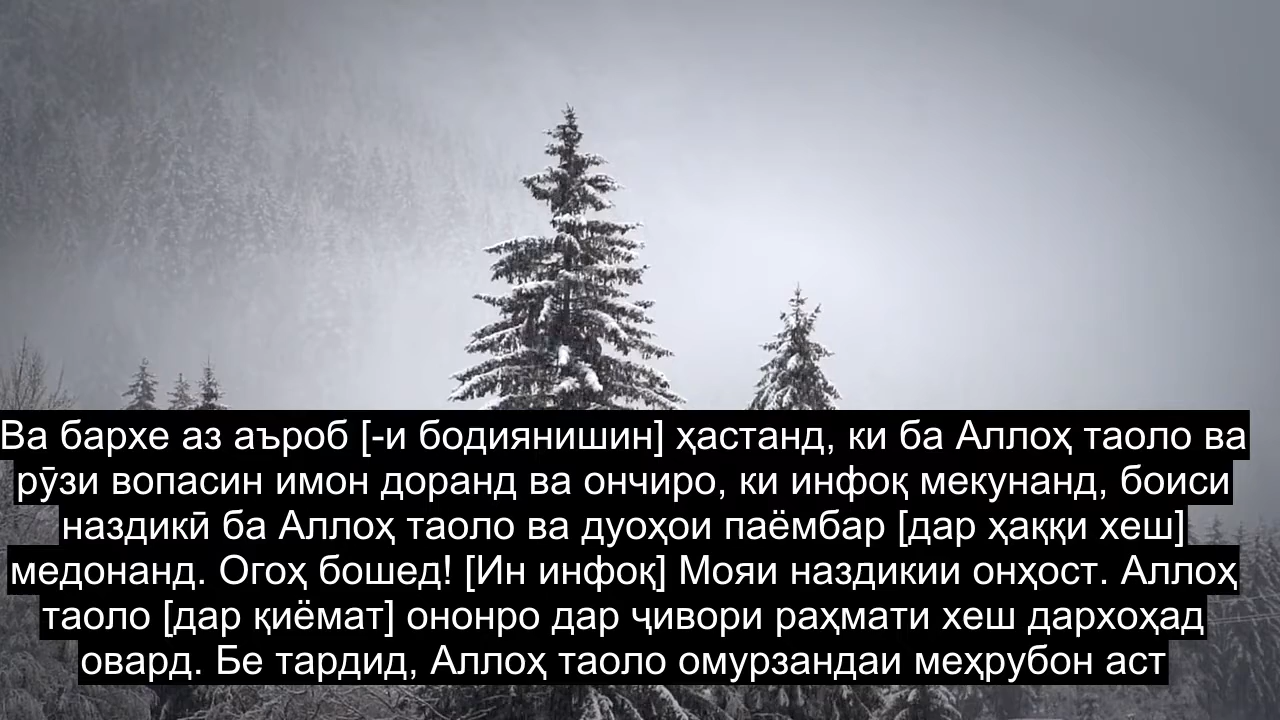 Ва бархе аз аъроб [-и бодиянишин] ҳастанд, ки ба Аллоҳ таоло ва
рӯзи вопасин имон доранд ва ончиро, ки инфоқ мекунанд, боиси
наздикӣ ба Аллоҳ таоло ва дуоҳои паёмбар [дар ҳаққи хеш]
медонанд. Огоҳ бошед! [Ин инфоқ] Мояи наздикии онҳост. Аллоҳ
таоло [дар қиёмат] ононро дар ҷивори раҳмати хеш дархоҳад
овард. Бе тардид, Аллоҳ таоло омурзандаи меҳрубон аст